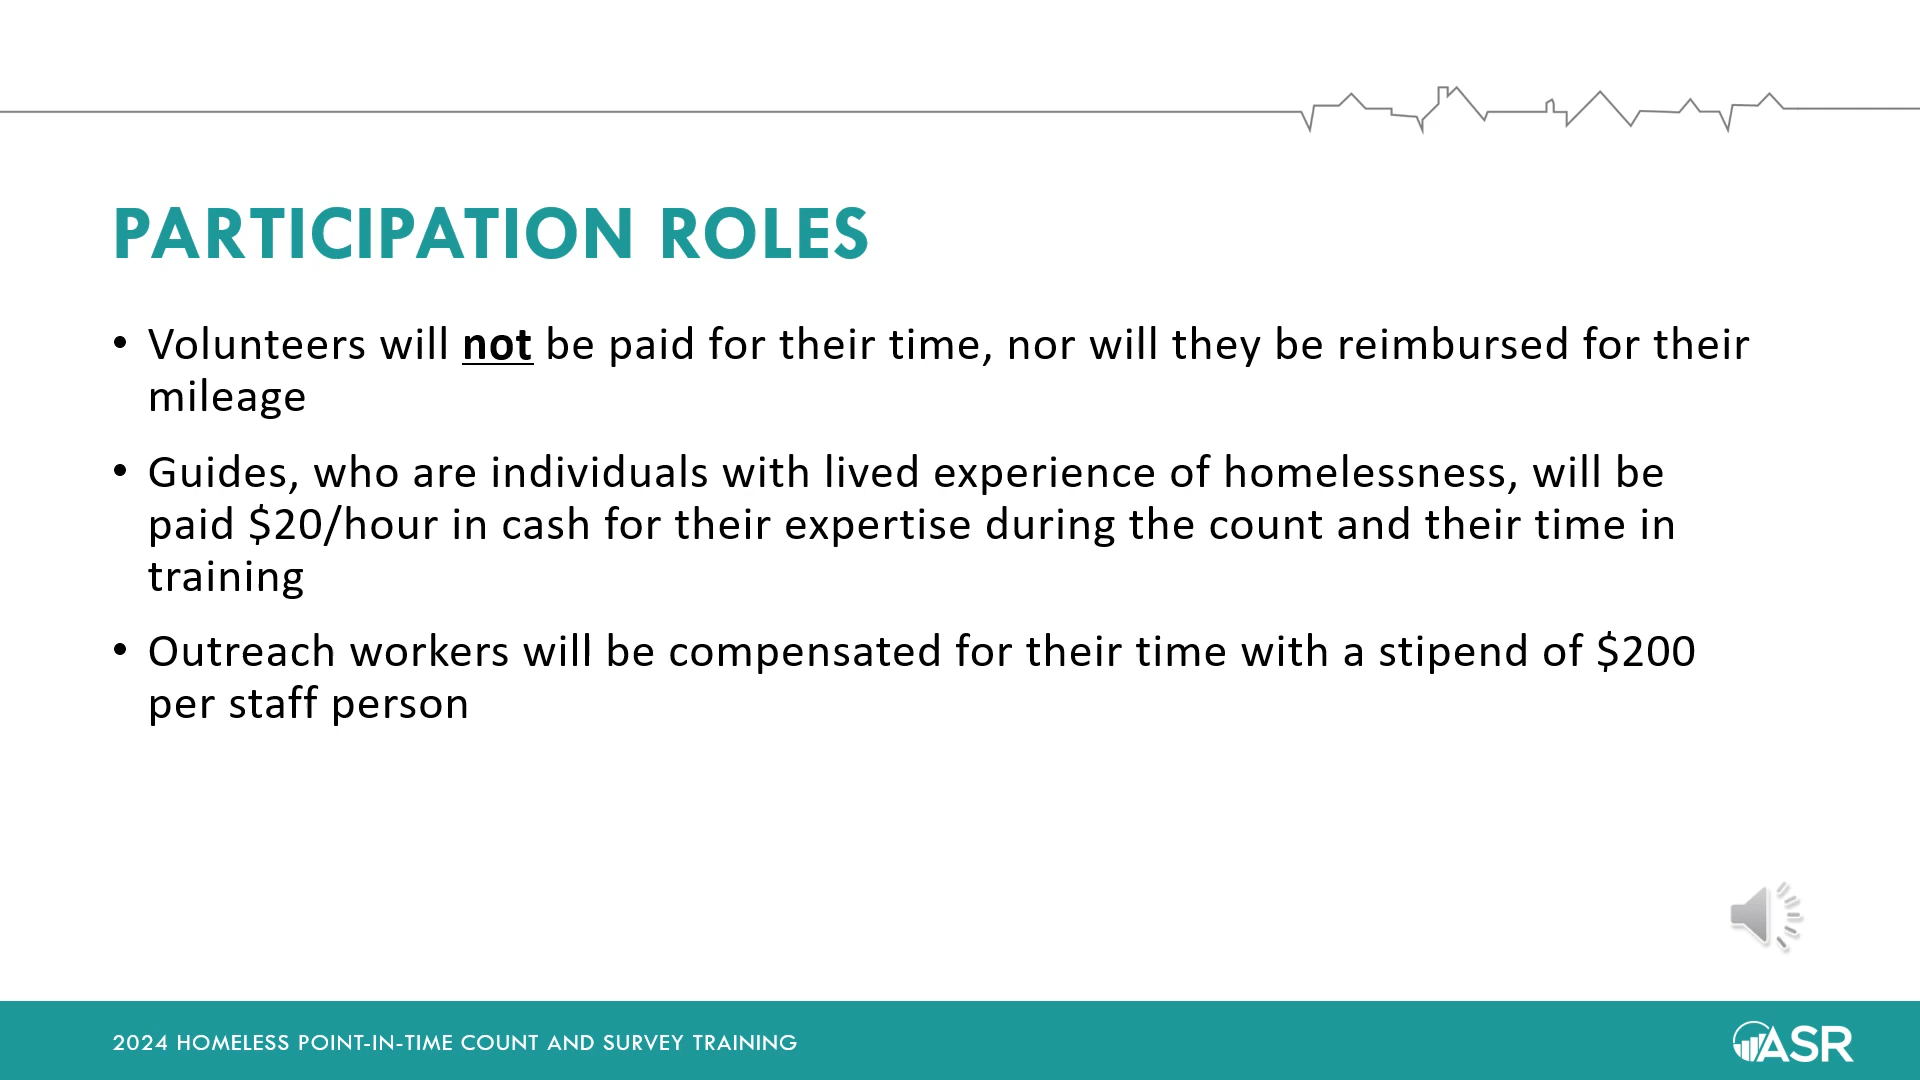 PARTICIPATION ROLES
• Volunteers will not be paid for their time, nor will they be reimbursed for their
mileage
• Guides, who are individuals with lived experience of homelessness, will be
paid $20/hour in cash for their expertise during the count and their time in
training
• Outreach workers will be compensated for their time with a stipend of $200
per staff person
2024 HOMELESS POINT-IN-TIME COUNT AND SURVEY TRAINING
ASR